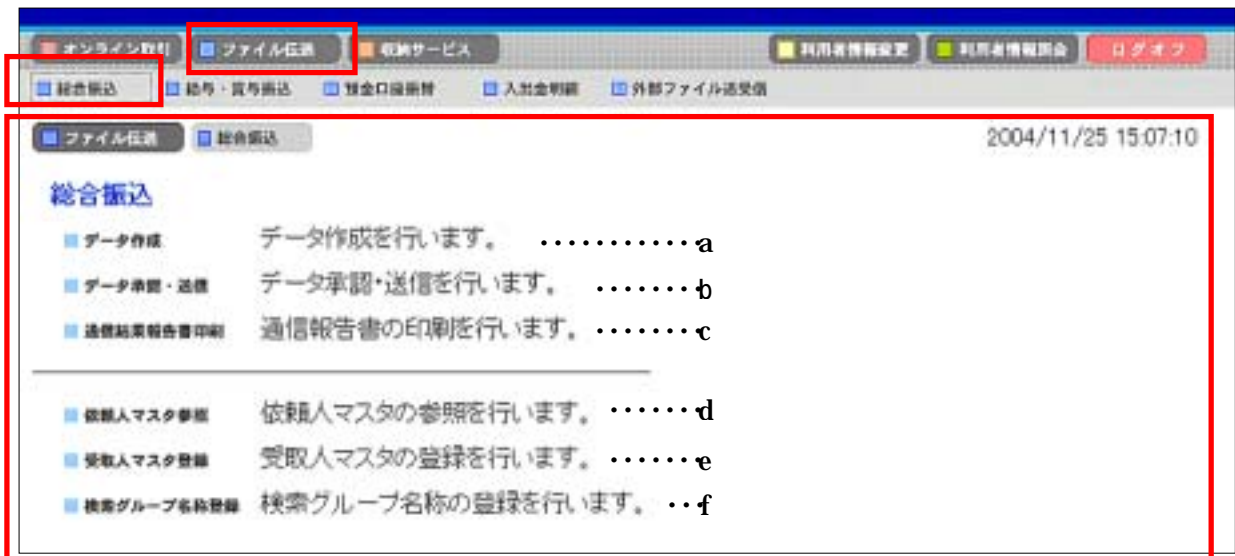 オンライン取引 ファイル伝送 収納サービス 利用者情報変更 利用者情報照会 ログオフ
総合振込 給与・賞与振込 預金口座振替 入出金明細 外部ファイル送受信
ファイル伝送 総合振込 2004/11/25 15:07:10
総合振込
データ作成 データ作成を行います。 ････････････a
データ承認・送信 データ承認・送信を行います。 ････････b
通信結果報告書印刷 通信報告書の印刷を行います。 ････････c
依頼人マスタ参照 依頼人マスタの参照を行います。 ･･･････d
受取人マスタ登録 受取人マスタの登録を行います。 ･･･････e
検索グループ名称登録 検索グループ名称の登録を行います。 ･･･f